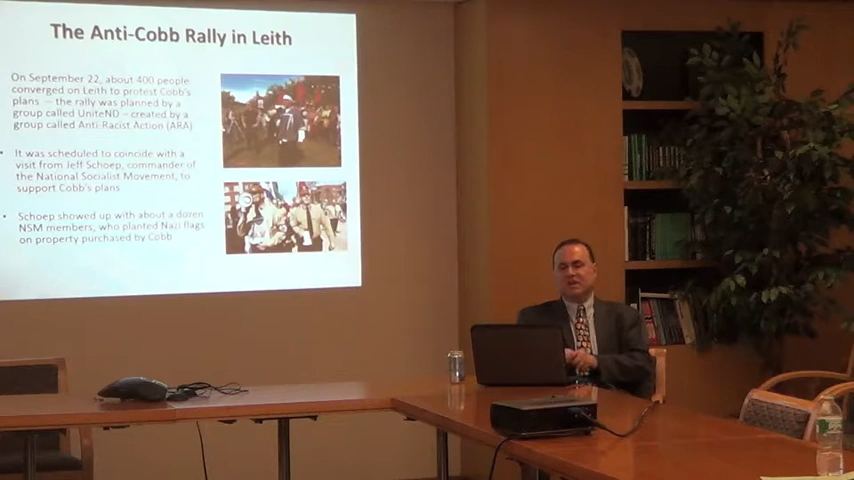 The Anti-Cobb Rally in Leith
On September 22, about 400 people
converged on Leith to protest Cobb's
plans – the rally was planned by a
group called UniteND – created by a
group called Anti-Racist Action (ARA)
• It was scheduled to coincide with a
visit from Jeff Schoep, commander of
the National Socialist Movement, to
support Cobb's plans
• Schoep showed up with about a dozen
NSM members, who planted Nazi flags
on property purchased by Cobb